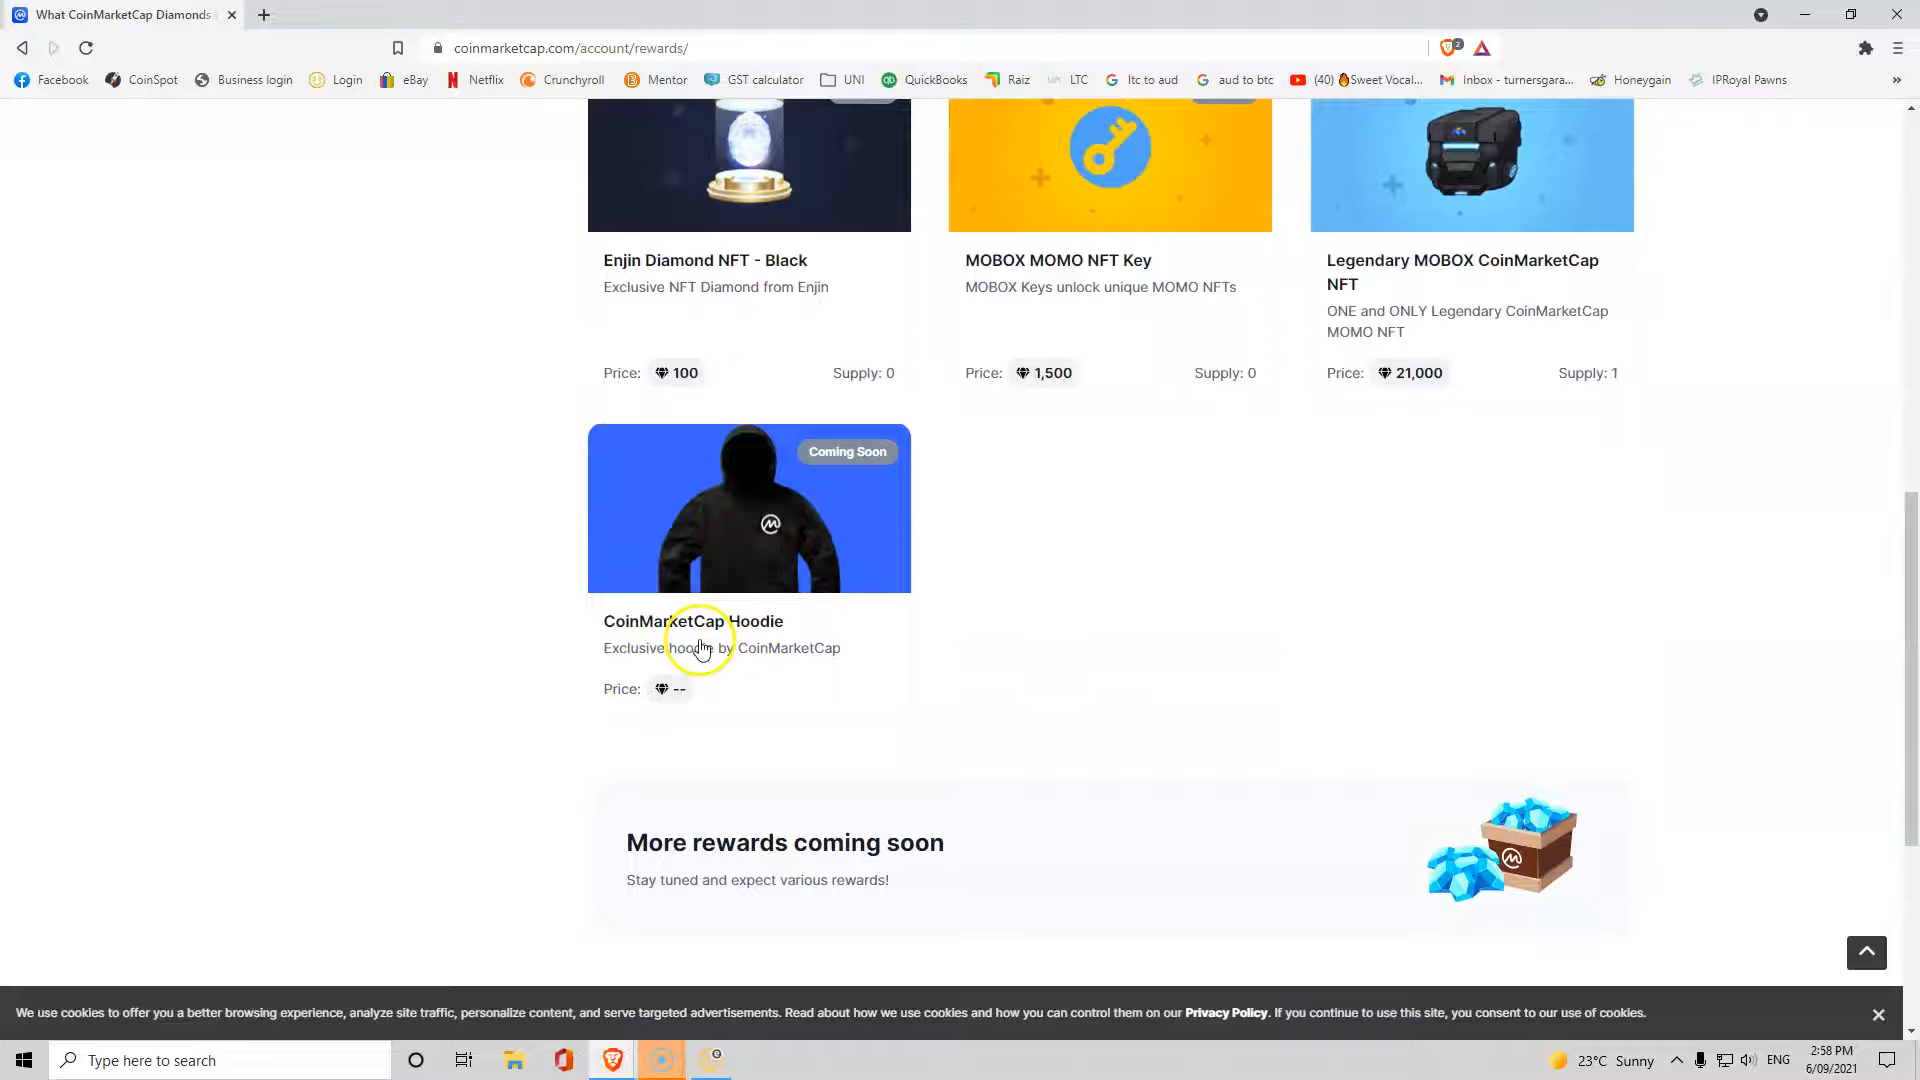 What CoinMarketCap Diamonds
coinmarketcap.com/account/rewards/
2
Facebook CoinSpot Business login Login eBay Netflix Crunchyroll Mentor GST calculator UNI QuickBooks Raiz LTC ltc to aud aud to btc (40) 🔥Sweet Vocal... Inbox - turnersgara... Honeygain IPRoyal Pawns »
Enjin Diamond NFT - Black
Exclusive NFT Diamond from Enjin
Price: 100 Supply: 0
MOBOX MOMO NFT Key
MOBOX Keys unlock unique MOMO NFTs
Price: 1,500 Supply: 0
Legendary MOBOX CoinMarketCap
NFT
ONE and ONLY Legendary CoinMarketCap
MOMO NFT
Price: 21,000 Supply: 1
Coming Soon
CoinMarketCap Hoodie
Exclusive hoodie by CoinMarketCap
Price: --
More rewards coming soon
Stay tuned and expect various rewards!
We use cookies to offer you a better browsing experience, analyze site traffic, personalize content, and serve targeted advertisements. Read about how we use cookies and how you can control them on our Privacy Policy. If you continue to use this site, you consent to our use of cookies.
Type here to search
23°C Sunny
ENG
2:58 PM
6/09/2021